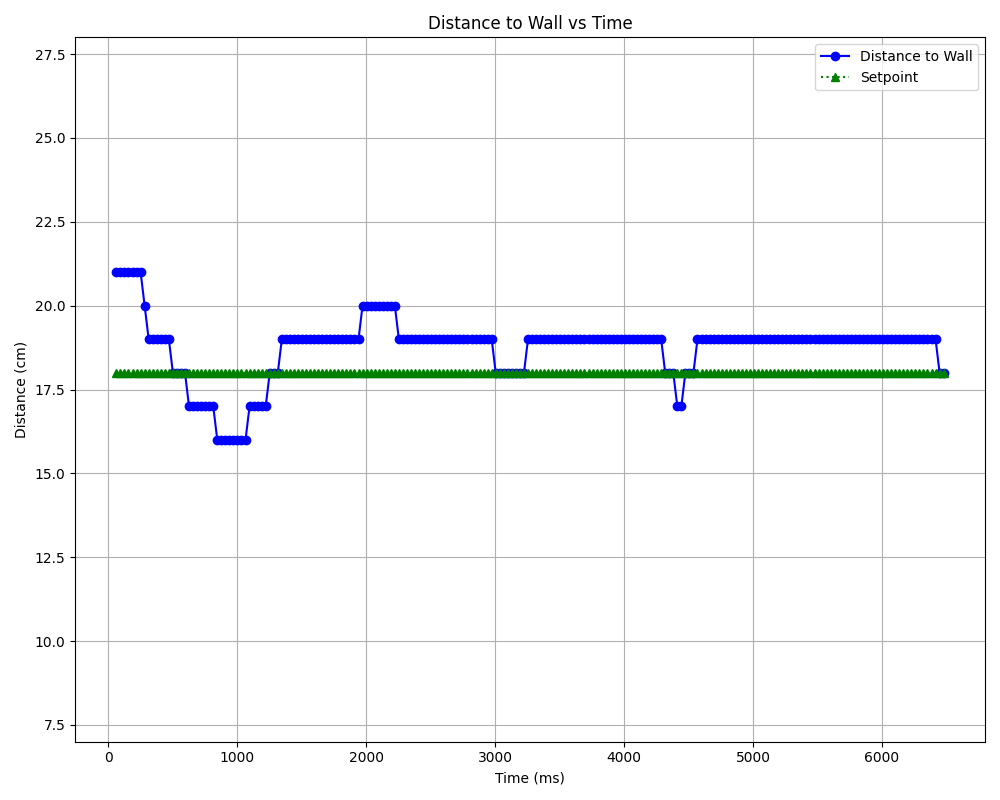 Distance to Wall vs Time
Distance to Wall
Setpoint
27.5
25.0
22.5
20.0
17.5
15.0
12.5
10.0
7.5
Distance (cm)
0 1000 2000 3000 4000 5000 6000
Time (ms)